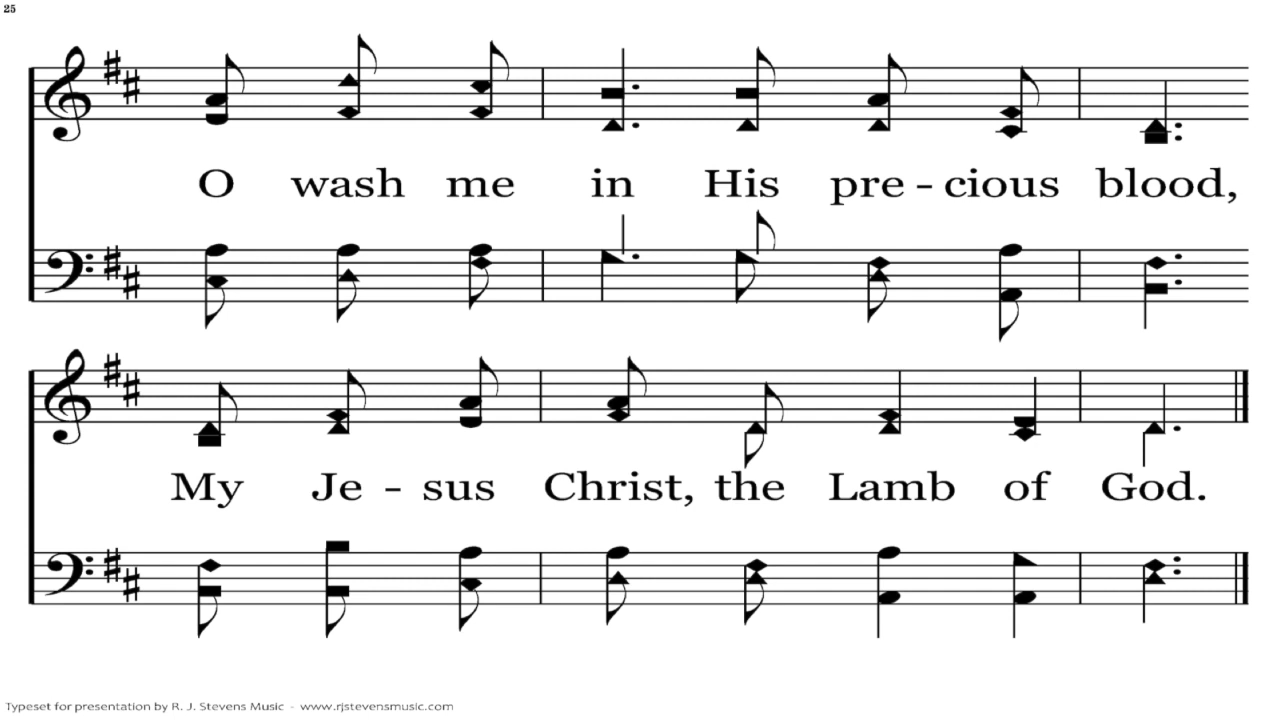 25
O wash me in His pre - cious blood,
My Je - sus Christ, the Lamb of God.
Typeset for presentation by R. J. Stevens Music - www.rjstevensmusic.com